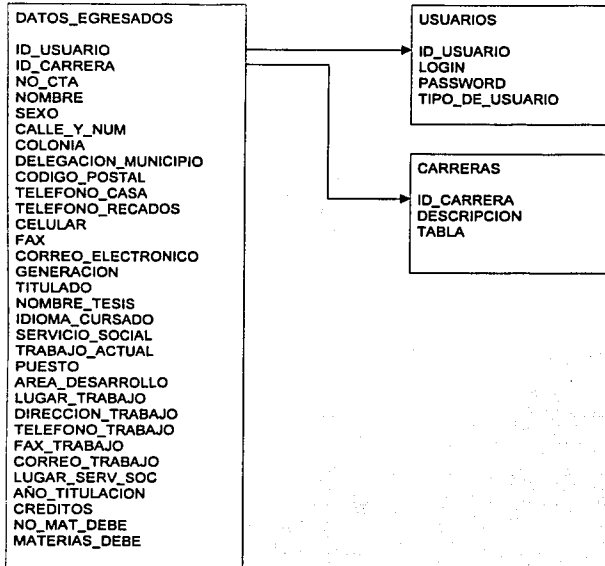 DATOS_EGRESADOS
ID_USUARIO
ID_CARRERA
NO_CTA
NOMBRE
SEXO
CALLE_Y_NUM
COLONIA
DELEGACION_MUNICIPIO
CODIGO_POSTAL
TELEFONO_CASA
TELEFONO_RECADOS
CELULAR
FAX
CORREO_ELECTRONICO
GENERACION
TITULADO
NOMBRE_TESIS
IDIOMA_CURSADO
SERVICIO_SOCIAL
TRABAJO_ACTUAL
PUESTO
AREA_DESARROLLO
LUGAR_TRABAJO
DIRECCION_TRABAJO
TELEFONO_TRABAJO
FAX_TRABAJO
CORREO_TRABAJO
LUGAR_SERV_SOC
AÑO_TITULACION
CREDITOS
NO_MAT_DEBE
MATERIAS_DEBE
USUARIOS
ID_USUARIO
LOGIN
PASSWORD
TIPO_DE_USUARIO
CARRERAS
ID_CARRERA
DESCRIPCION
TABLA